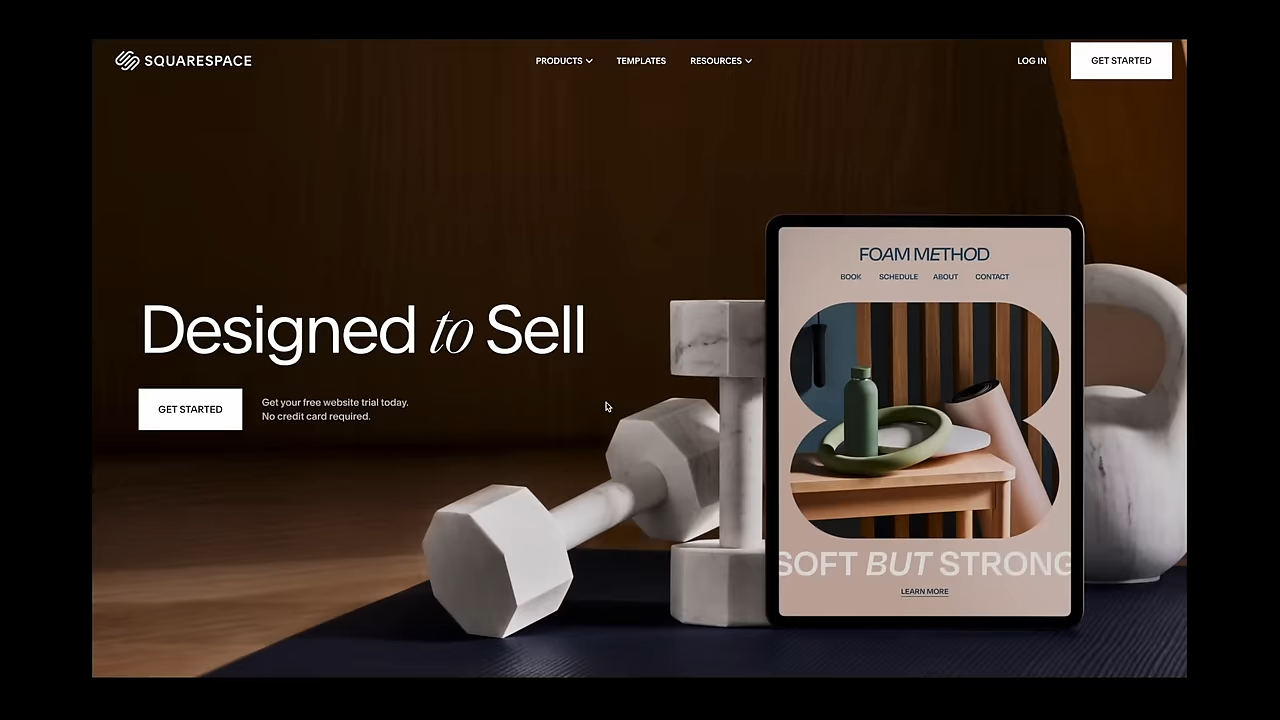 SQUARESPACE
PRODUCTS
TEMPLATES
RESOURCES
LOG IN
GET STARTED
Designed to Sell
GET STARTED
Get your free website trial today.
No credit card required.
FOAM METHOD
BOOK
SCHEDULE
ABOUT
CONTACT
SOFT BUT STRONG
LEARN MORE